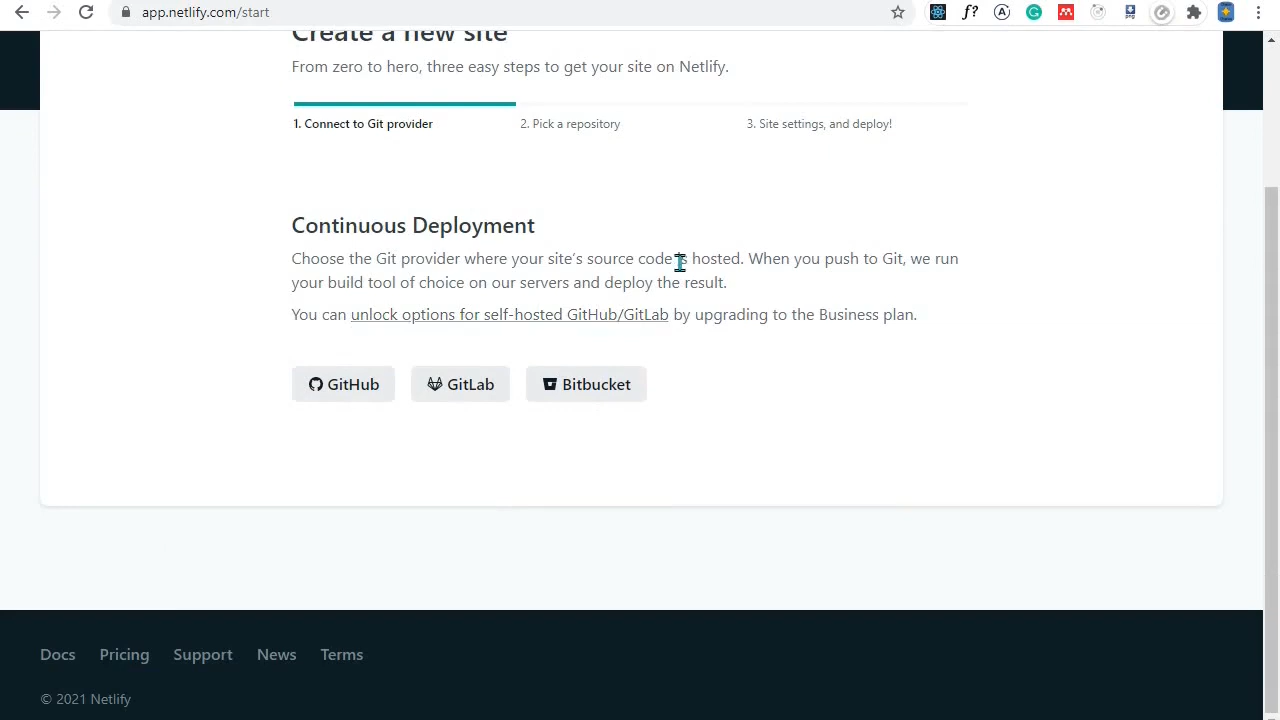 app.netlify.com/start
Create a new site
From zero to hero, three easy steps to get your site on Netlify.
1. Connect to Git provider
2. Pick a repository
3. Site settings, and deploy!
Continuous Deployment
Choose the Git provider where your site's source code is hosted. When you push to Git, we run
your build tool of choice on our servers and deploy the result.
You can unlock options for self-hosted GitHub/GitLab by upgrading to the Business plan.
GitHub
GitLab
Bitbucket
Docs
Pricing
Support
News
Terms
© 2021 Netlify